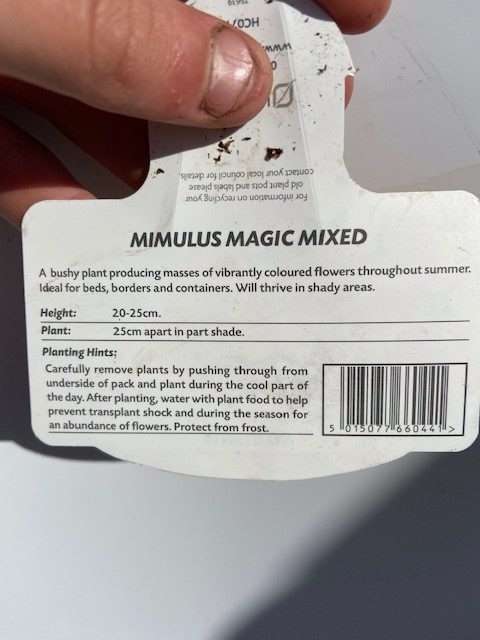 MIMULUS MAGIC MIXED
A bushy plant producing masses of vibrantly coloured flowers throughout summer.
Ideal for beds, borders and containers. Will thrive in shady areas.
Height: 20-25cm.
Plant: 25cm apart in part shade.
Planting Hints:
Carefully remove plants by pushing through from
underside of pack and plant during the cool part of
the day. After planting, water with plant food to help
prevent transplant shock and during the season for
an abundance of flowers. Protect from frost.
5 015077 660441 >
For information on recycling your
old plant pots and labels please
contact your local council for details.
www